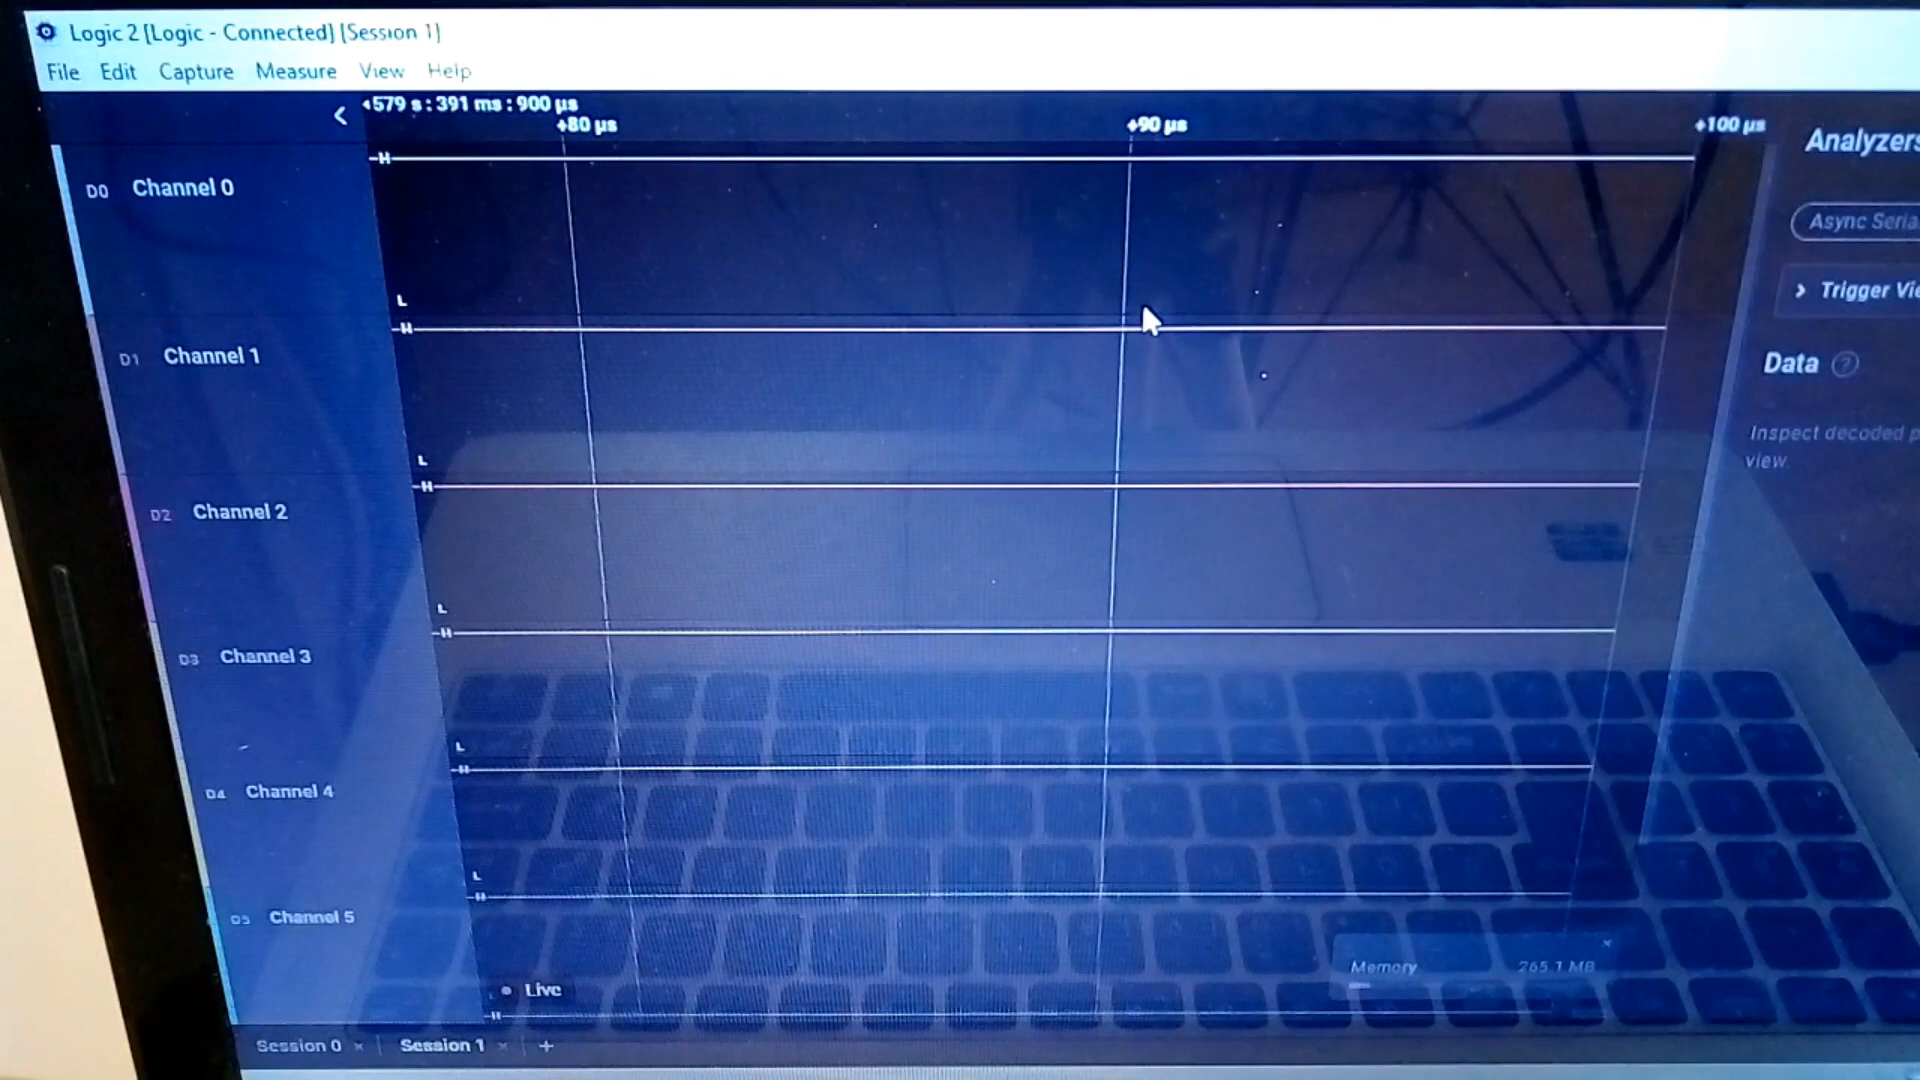 Logic 2 [Logic - Connected] [Session 1]
File Edit Capture Measure View Help
579 s : 391 ms : 900 µs
+80 µs +90 µs +100 µs
Analyzers
H
D0 Channel 0
Async Seria
Trigger Vie
L
H
D1 Channel 1
Data ?
Inspect decoded p
view.
L
H
D2 Channel 2
L
H
D3 Channel 3
L
H
D4 Channel 4
L
H
D5 Channel 5
Memory 265.1 MB
L Live
H
Session 0 × Session 1 × +